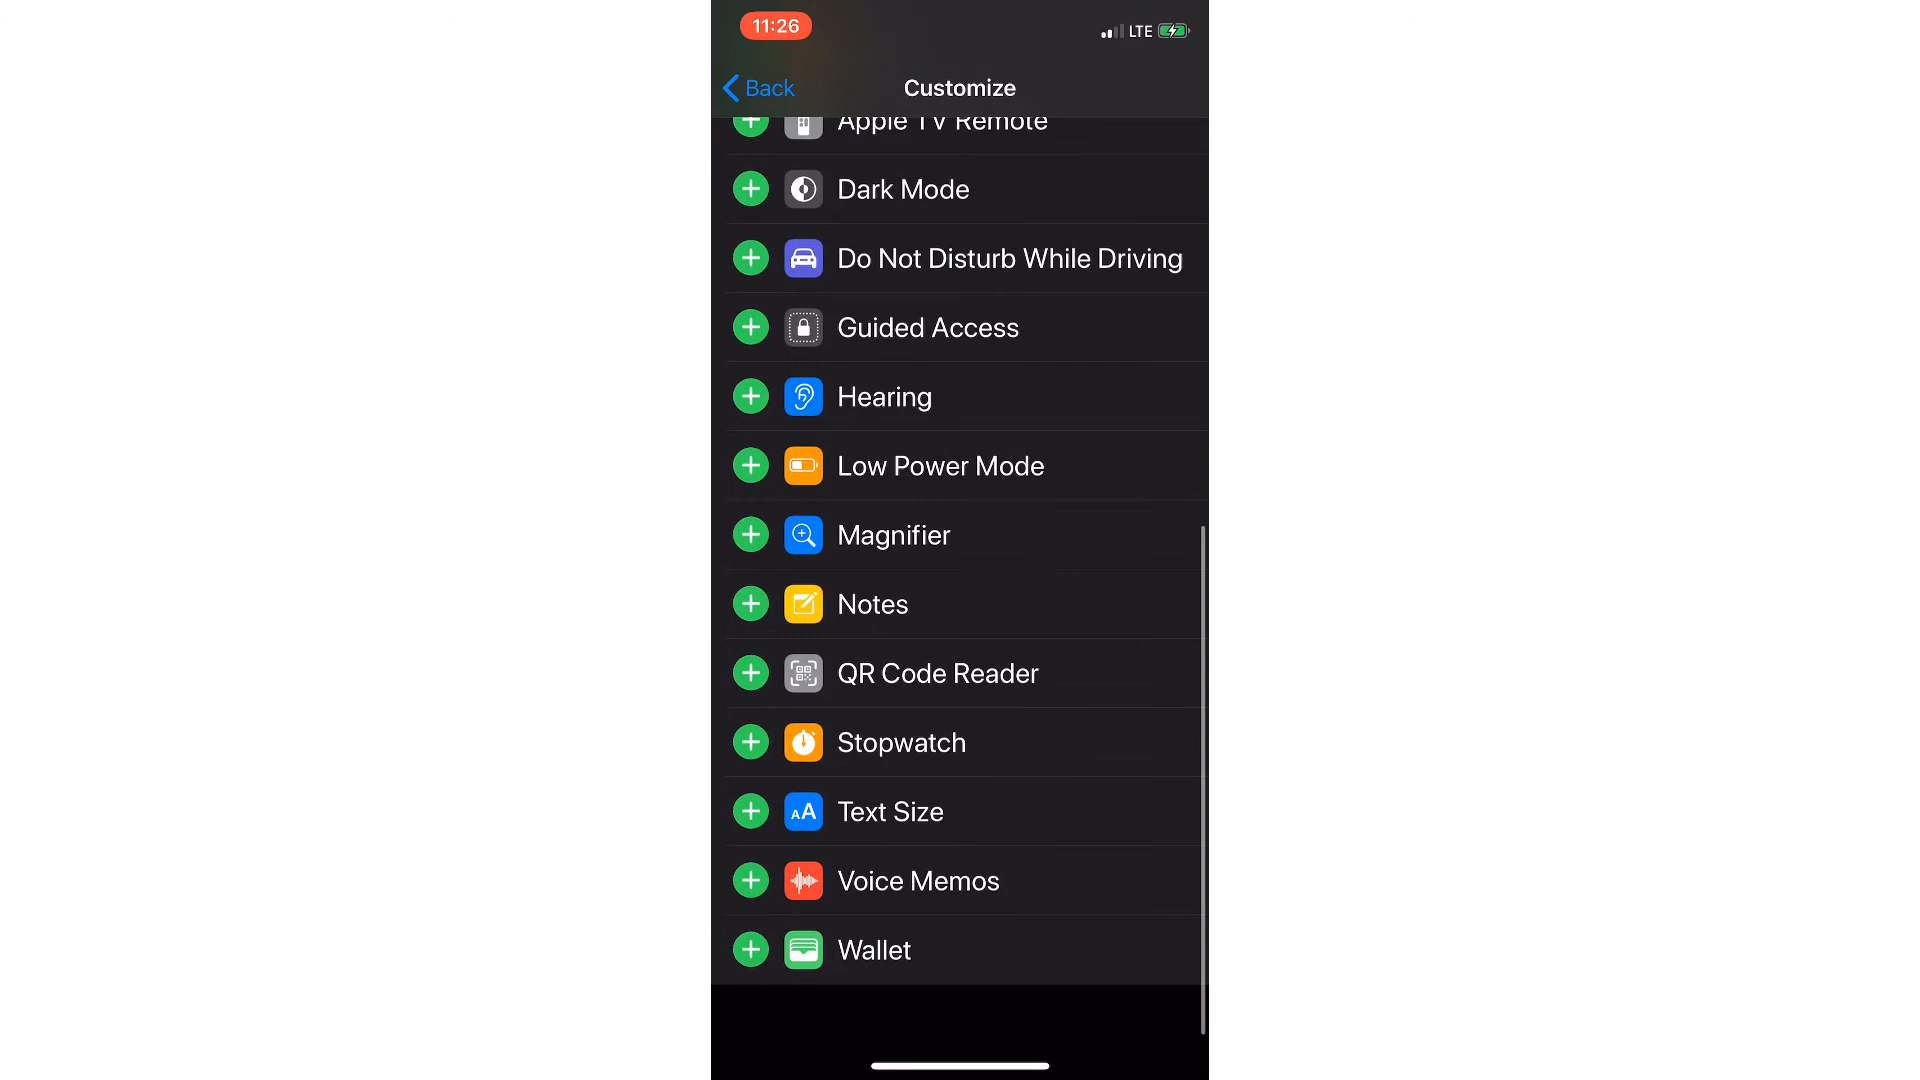 11:26
LTE
Back
Customize
Apple TV Remote
Dark Mode
Do Not Disturb While Driving
Guided Access
Hearing
Low Power Mode
Magnifier
Notes
QR Code Reader
Stopwatch
AA Text Size
Voice Memos
Wallet